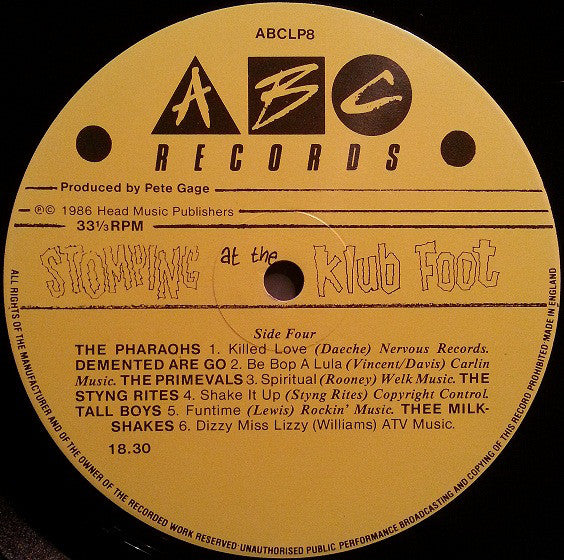 ABCLP8
A B C
RECORDS
Produced by Pete Gage
℗© 1986 Head Music Publishers
33⅓RPM
STOMPING at the Klub Foot
Side Four
THE PHARAOHS 1. Killed Love (Daeche) Nervous Records.
DEMENTED ARE GO 2. Be Bop A Lula (Vincent/Davis) Carlin
Music. THE PRIMEVALS 3. Spiritual (Rooney) Welk Music. THE
STYNG RITES 4. Shake It Up (Styng Rites) Copyright Control.
TALL BOYS 5. Funtime (Lewis) Rockin' Music. THEE MILK-
SHAKES 6. Dizzy Miss Lizzy (Williams) ATV Music.
18.30
ALL RIGHTS OF THE MANUFACTURER AND OF THE OWNER OF THE RECORDED WORK RESERVED·UNAUTHORISED PUBLIC PERFORMANCE BROADCASTING AND COPYING OF THIS RECORD PROHIBITED·MADE IN ENGLAND